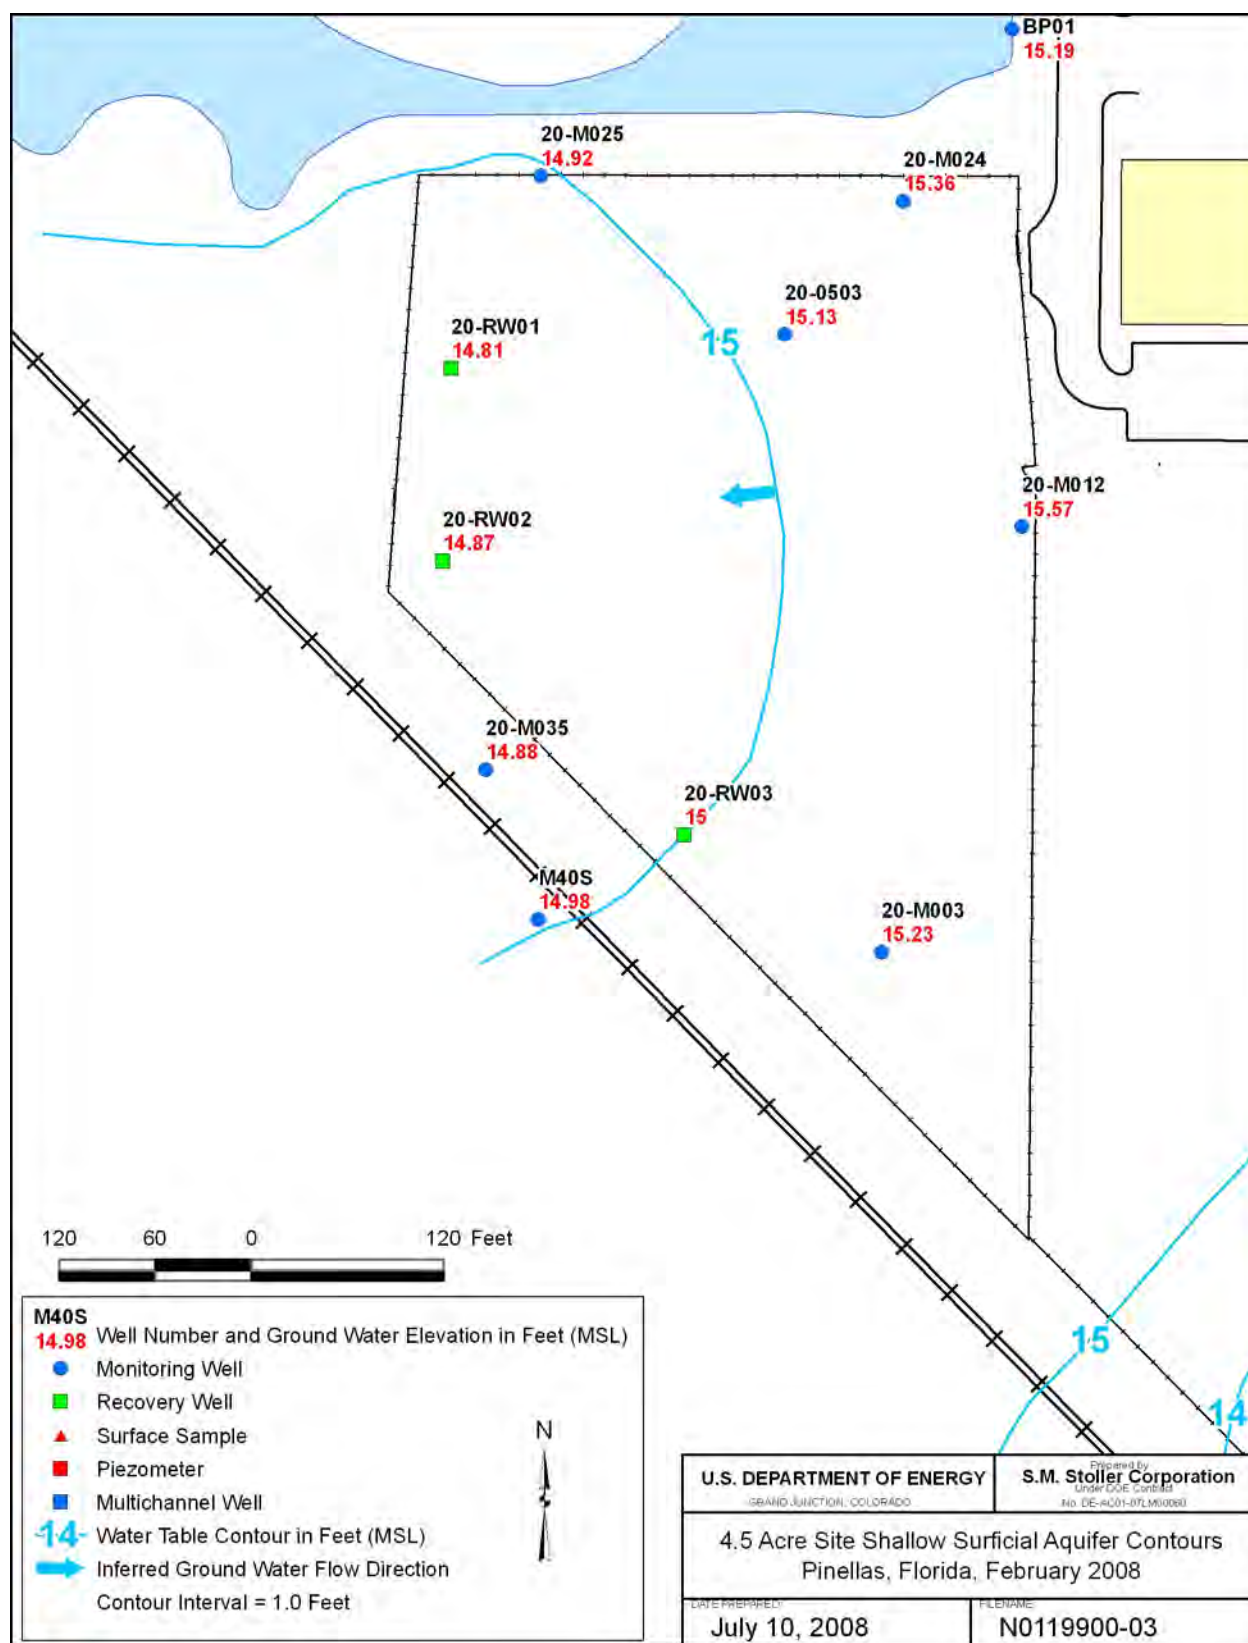 BP01
15.19
20-M025
14.92
20-M024
15.36
20-0503
15.13
20-RW01
14.81
15
20-M012
15.57
20-RW02
14.87
20-M035
14.88
20-RW03
15
M40S
14.98
20-M003
15.23
120 60 0 120 Feet
15
14
M40S
14.98 Well Number and Ground Water Elevation in Feet (MSL)
Monitoring Well
Recovery Well
Surface Sample
Piezometer
Multichannel Well
14 Water Table Contour in Feet (MSL)
Inferred Ground Water Flow Direction
Contour Interval = 1.0 Feet
N
U.S. DEPARTMENT OF ENERGY
GRAND JUNCTION, COLORADO
Prepared by
S.M. Stoller Corporation
Under DOE Contract
No. DE-AC01-07LM00060
4.5 Acre Site Shallow Surficial Aquifer Contours
Pinellas, Florida, February 2008
DATE PREPARED:
July 10, 2008
FILENAME:
N0119900-03